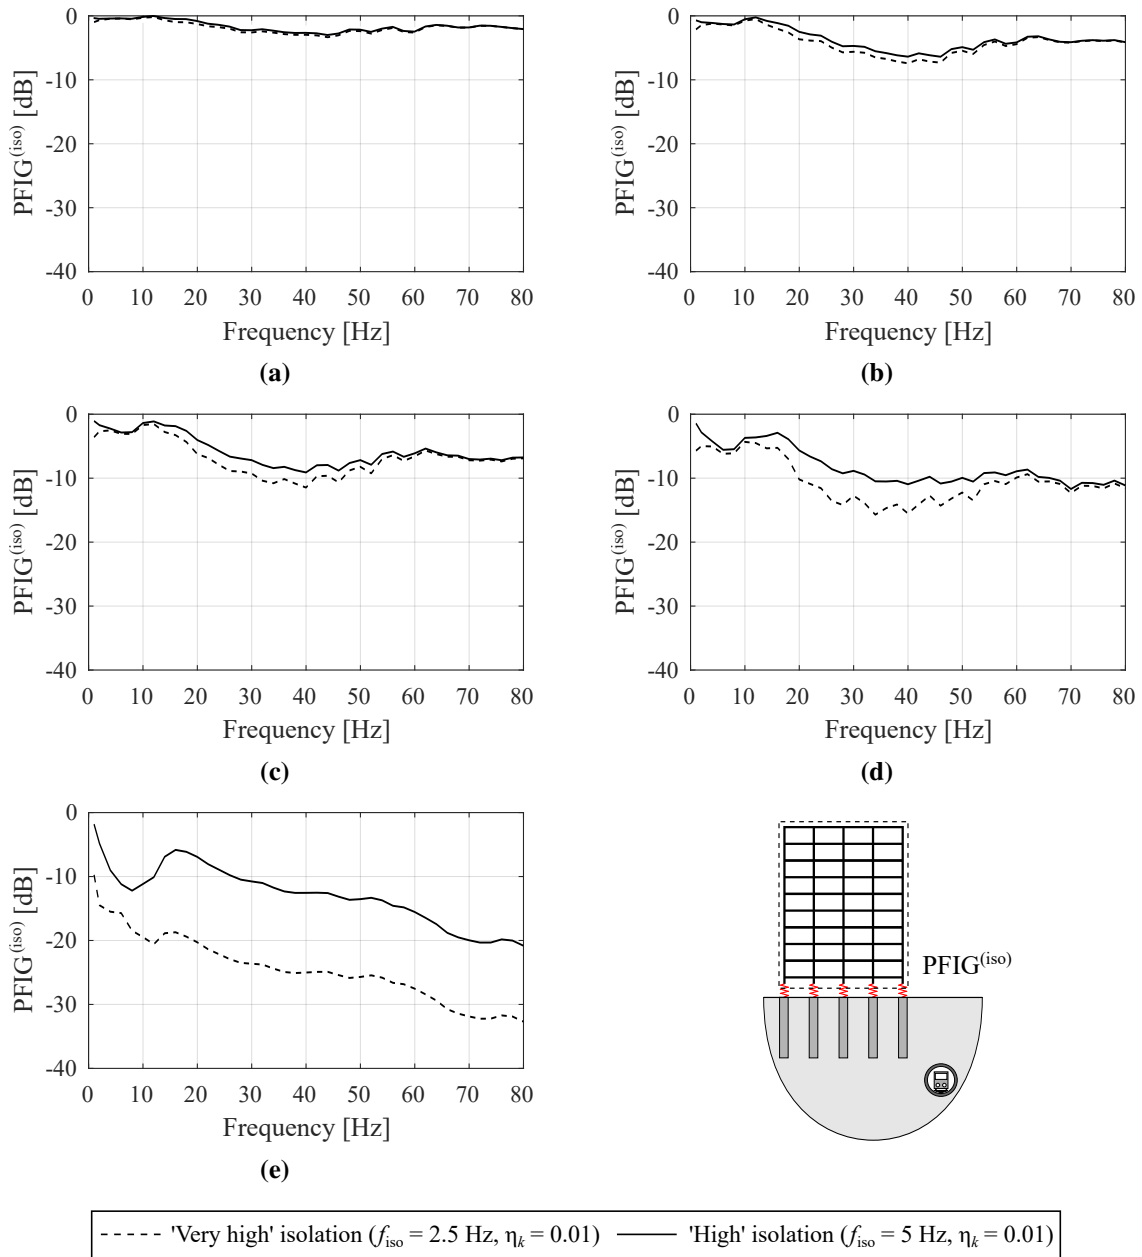 0
-10
-20
-30
-40
PFIG(iso) [dB]
0 10 20 30 40 50 60 70 80
Frequency [Hz]
(a)
0
-10
-20
-30
-40
PFIG(iso) [dB]
0 10 20 30 40 50 60 70 80
Frequency [Hz]
(b)
0
-10
-20
-30
-40
PFIG(iso) [dB]
0 10 20 30 40 50 60 70 80
Frequency [Hz]
(c)
0
-10
-20
-30
-40
PFIG(iso) [dB]
0 10 20 30 40 50 60 70 80
Frequency [Hz]
(d)
0
-10
-20
-30
-40
PFIG(iso) [dB]
0 10 20 30 40 50 60 70 80
Frequency [Hz]
(e)
PFIG(iso)
'Very high' isolation (fiso = 2.5 Hz, ηk = 0.01)
'High' isolation (fiso = 5 Hz, ηk = 0.01)